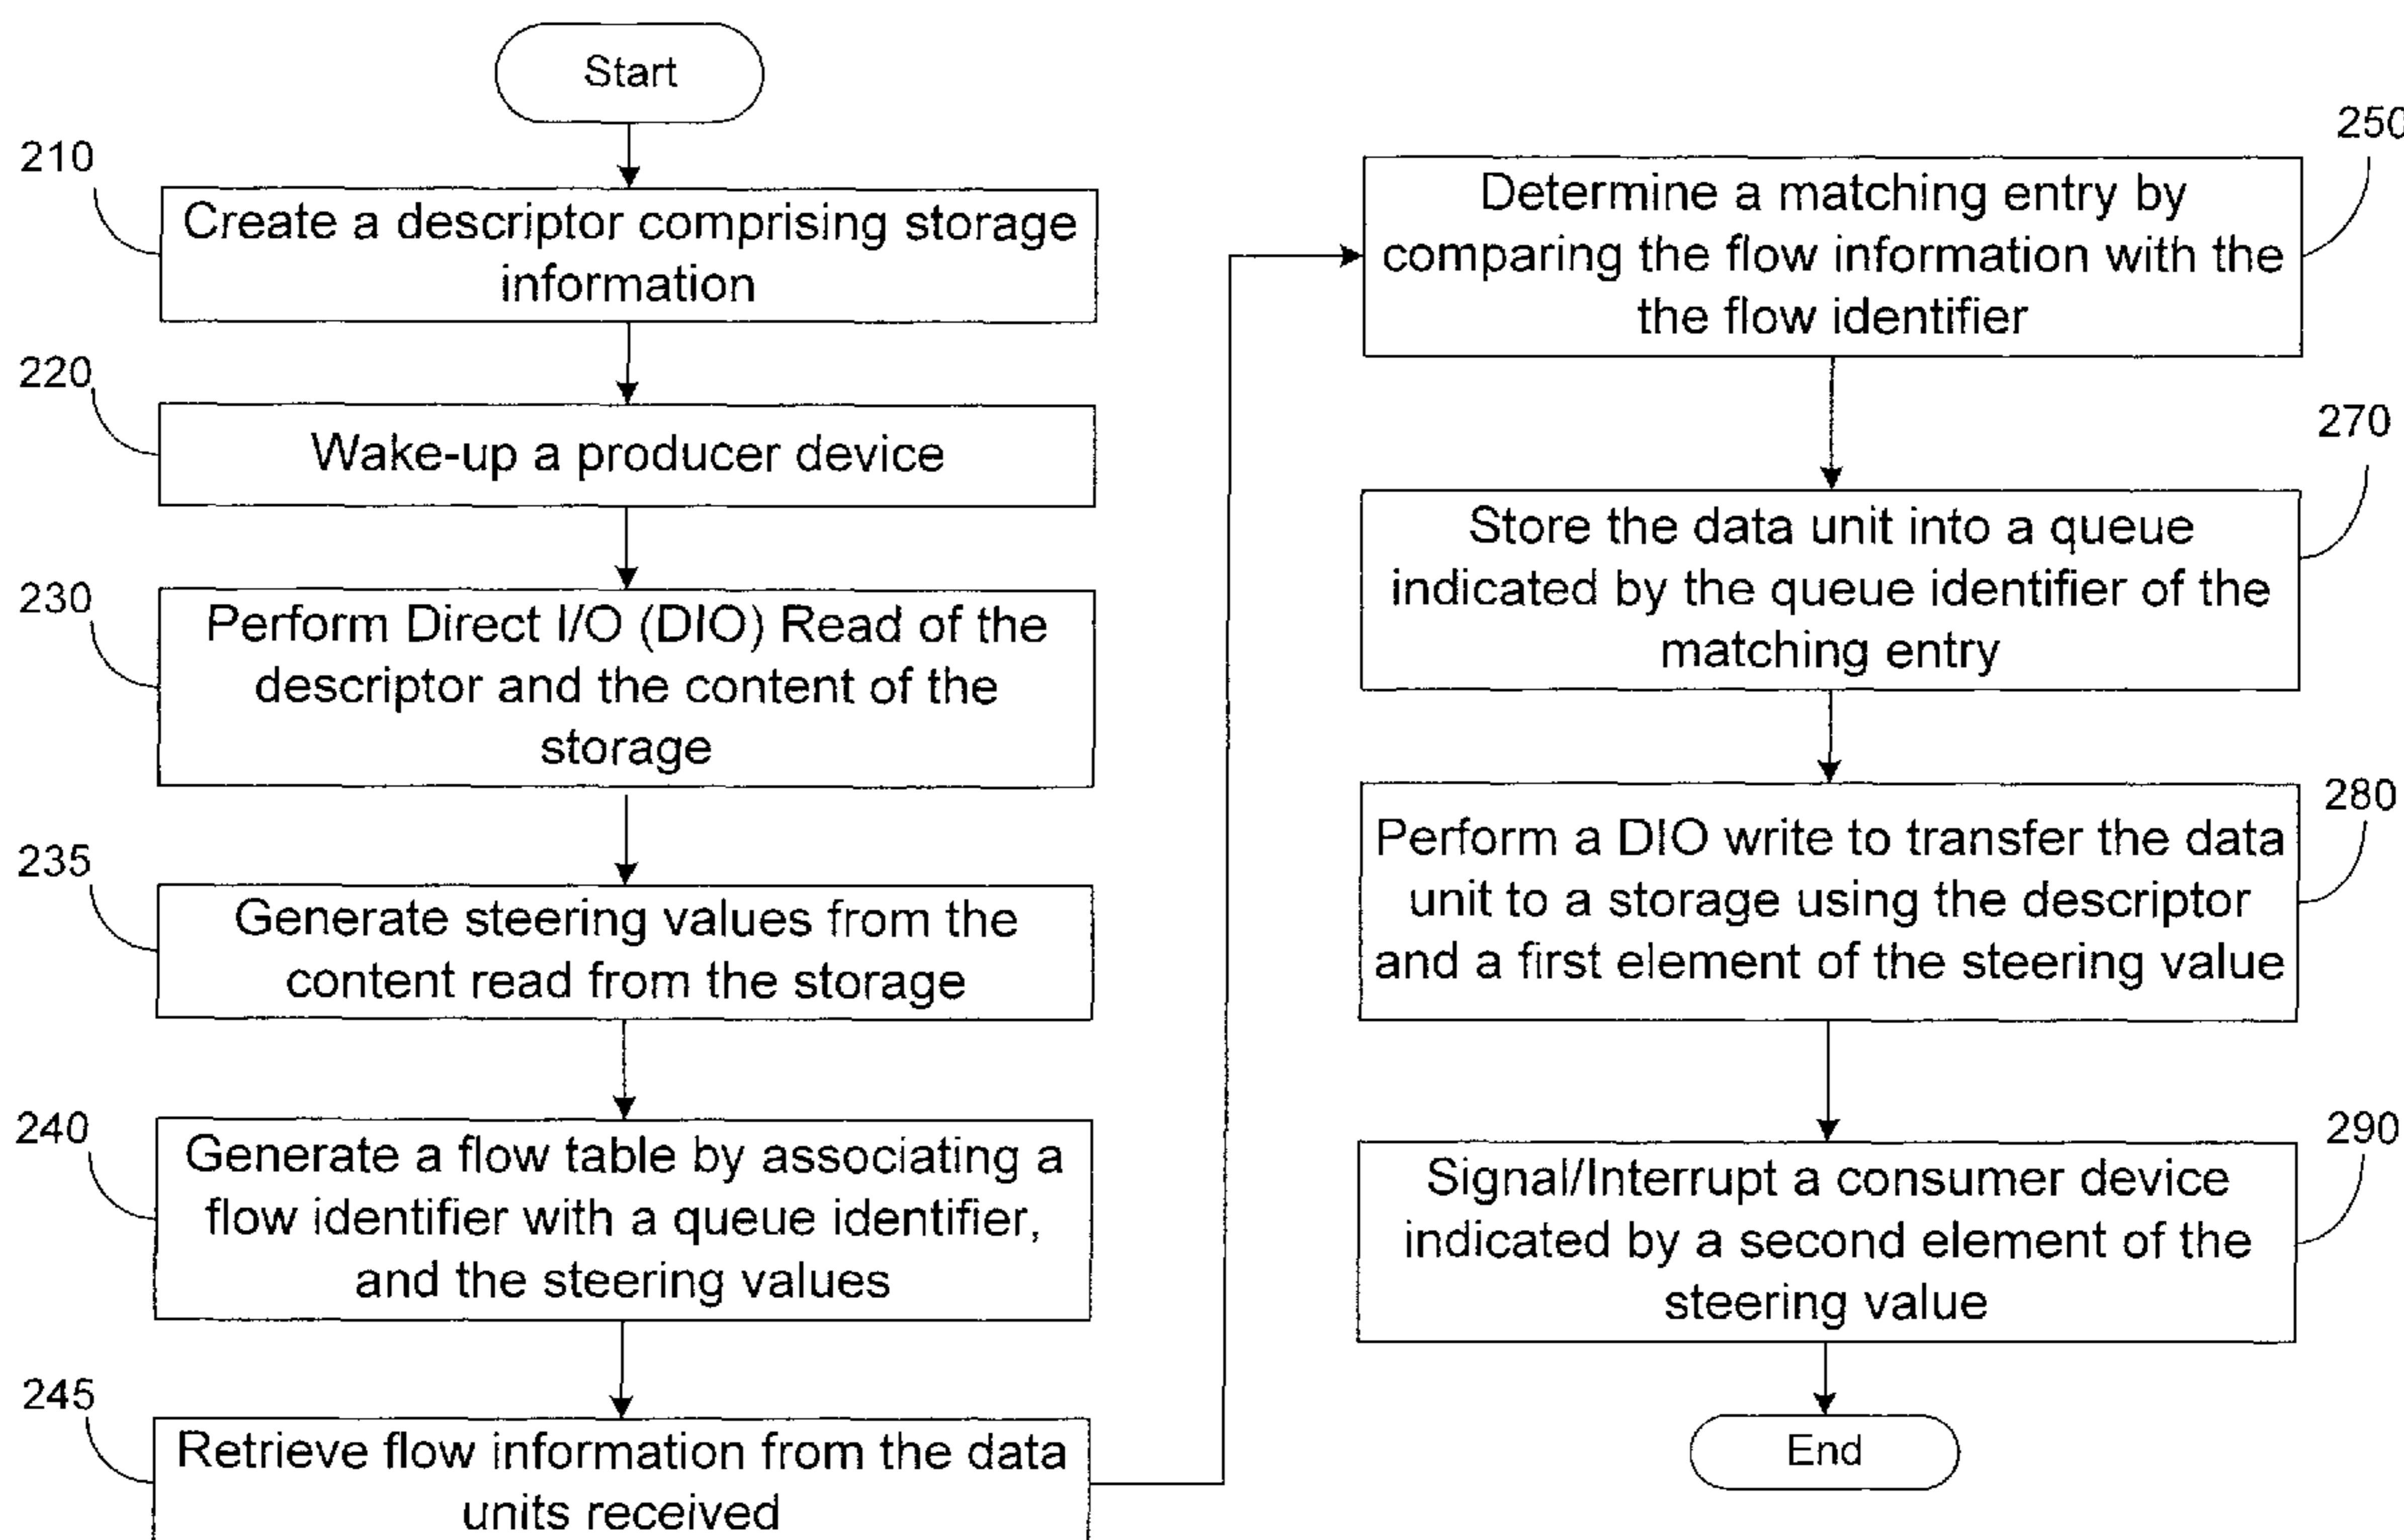 Start
210
Create a descriptor comprising storage
information
220
Wake-up a producer device
230
Perform Direct I/O (DIO) Read of the
descriptor and the content of the
storage
235
Generate steering values from the
content read from the storage
240
Generate a flow table by associating a
flow identifier with a queue identifier,
and the steering values
245
Retrieve flow information from the data
units received
250
Determine a matching entry by
comparing the flow information with the
the flow identifier
270
Store the data unit into a queue
indicated by the queue identifier of the
matching entry
280
Perform a DIO write to transfer the data
unit to a storage using the descriptor
and a first element of the steering value
290
Signal/Interrupt a consumer device
indicated by a second element of the
steering value
End